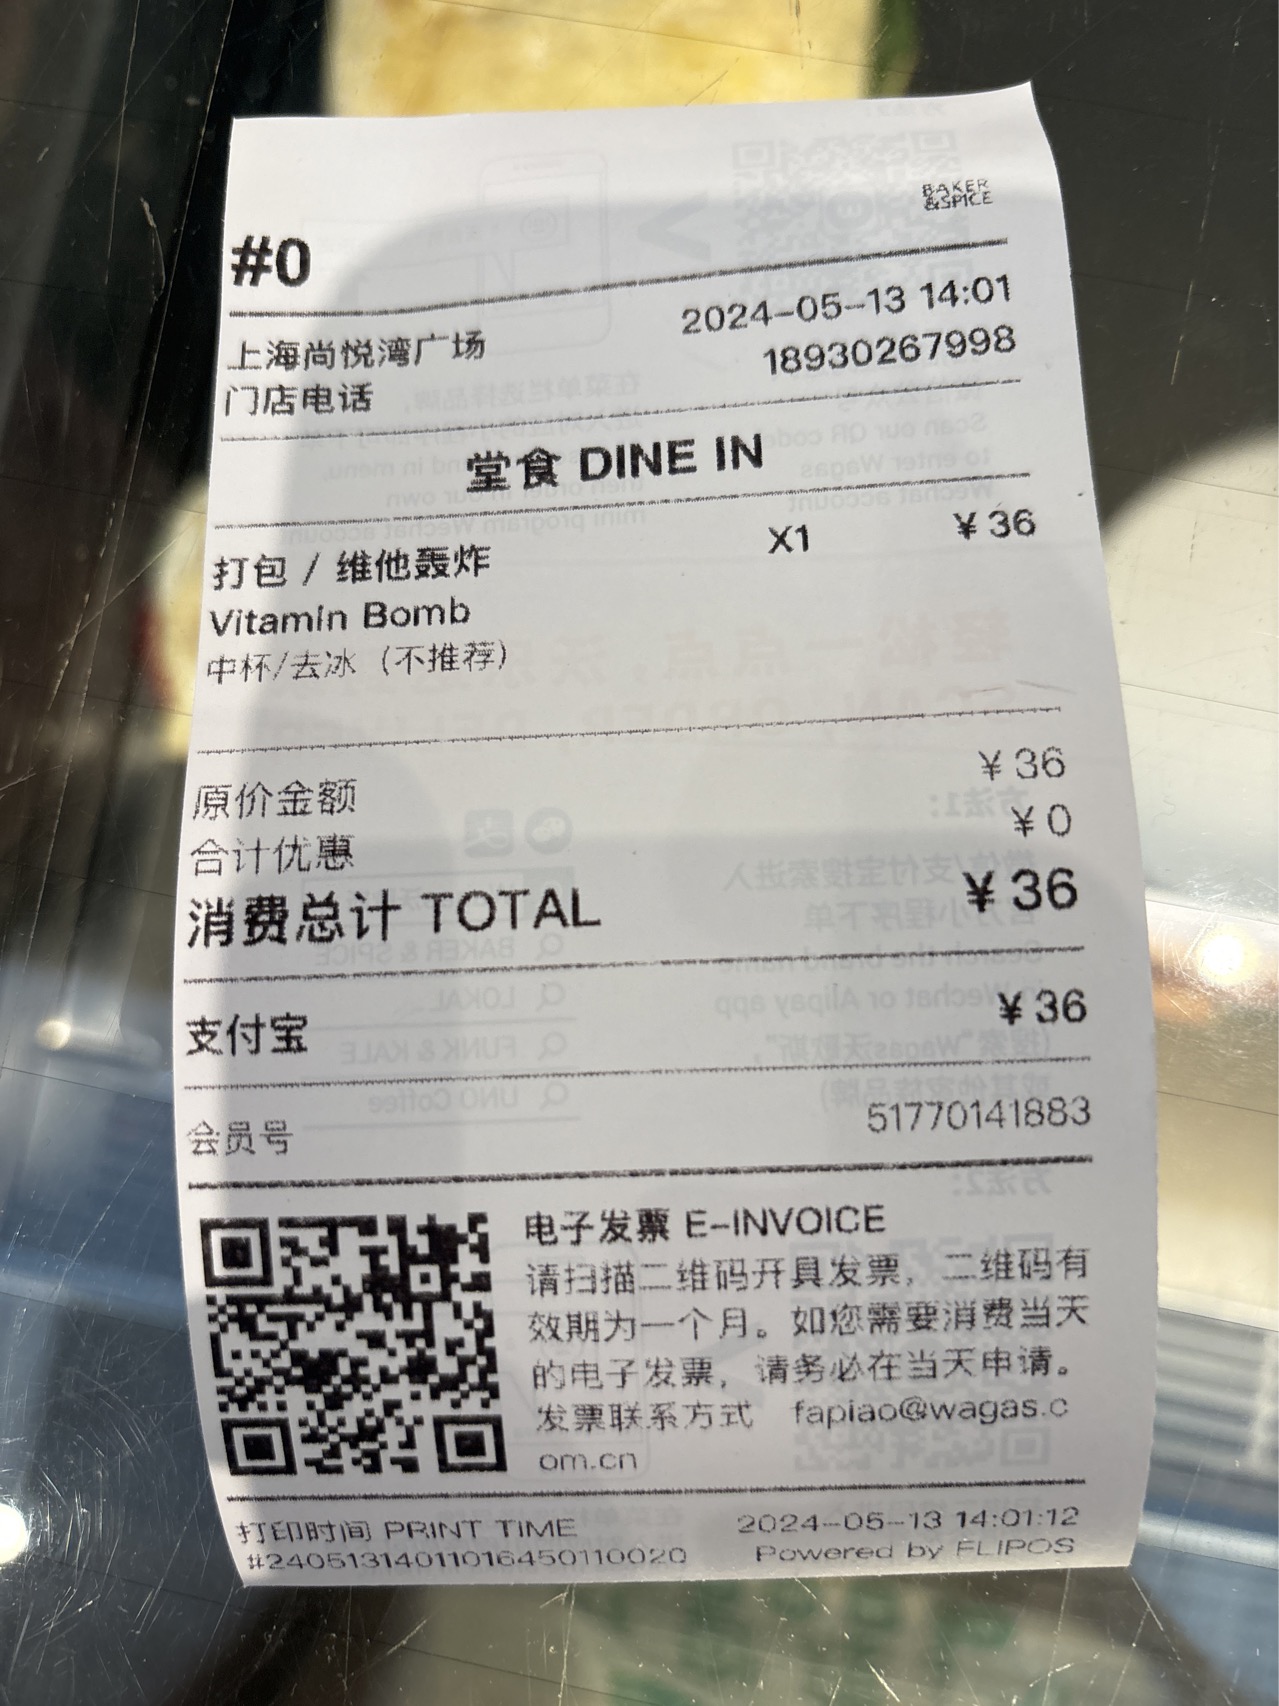 BAKER
&SPICE
#0
上海尚悦湾广场 2024-05-13 14:01
门店电话 18930267998
堂食 DINE IN
打包 / 维他轰炸 X1 ¥36
Vitamin Bomb
中杯/去冰（不推荐）
原价金额 ¥36
合计优惠 ¥0
消费总计 TOTAL ¥36
支付宝 ¥36
会员号 51770141883
电子发票 E-INVOICE
请扫描二维码开具发票，二维码有
效期为一个月。如您需要消费当天
的电子发票，请务必在当天申请。
发票联系方式 fapiao@wagas.c
om.cn
打印时间 PRINT TIME 2024-05-13 14:01:12
#24051314011016450110020 Powered by FLIPOS